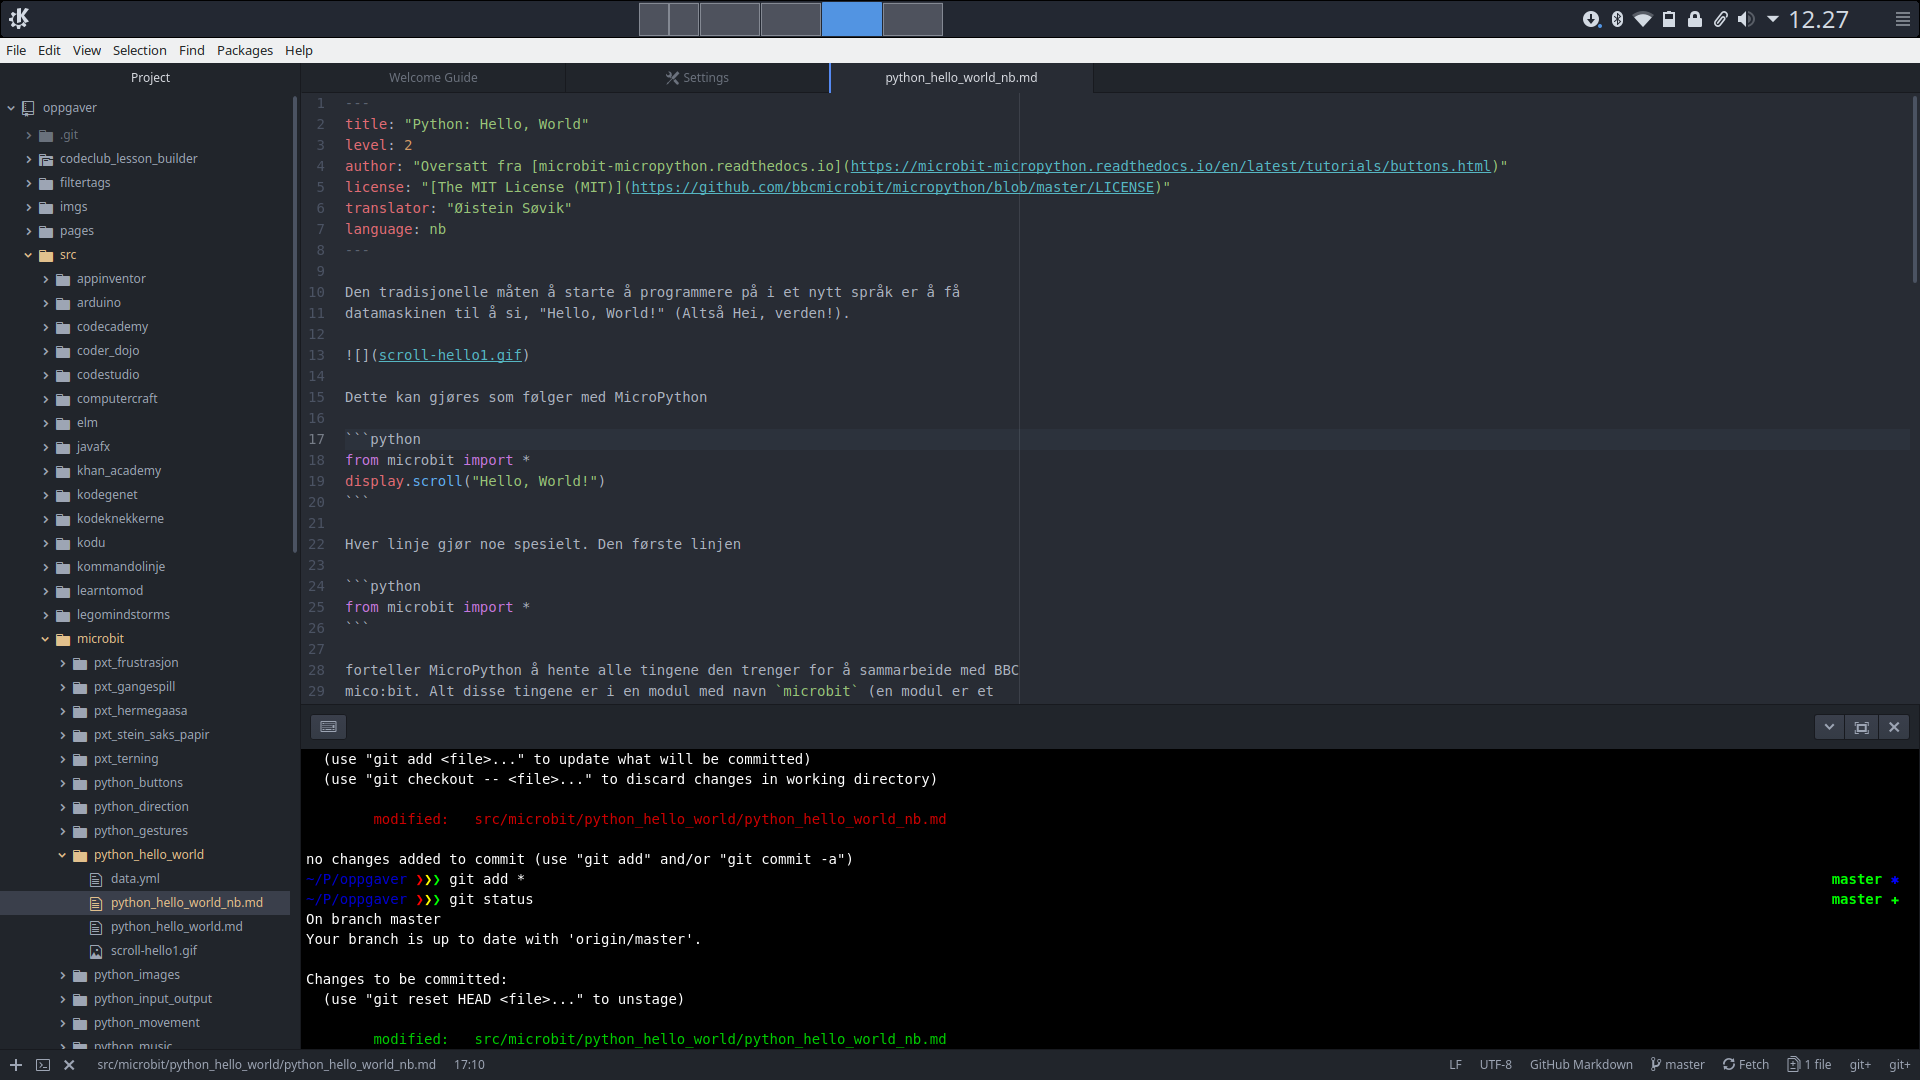 12.27
File Edit View Selection Find Packages Help
Project
Welcome Guide
Settings
python_hello_world_nb.md
oppgaver
.git
codeclub_lesson_builder
filtertags
imgs
pages
src
appinventor
arduino
codecademy
coder_dojo
codestudio
computercraft
elm
javafx
khan_academy
kodegenet
kodeknekkerne
kodu
kommandolinje
learntomod
legomindstorms
microbit
pxt_frustrasjon
pxt_gangespill
pxt_hermegaasa
pxt_stein_saks_papir
pxt_terning
python_buttons
python_direction
python_gestures
python_hello_world
data.yml
python_hello_world_nb.md
python_hello_world.md
scroll-hello1.gif
python_images
python_input_output
python_movement
python_music
1 ---
2 title: "Python: Hello, World"
3 level: 2
4 author: "Oversatt fra [microbit-micropython.readthedocs.io](https://microbit-micropython.readthedocs.io/en/latest/tutorials/buttons.html)"
5 license: "[The MIT License (MIT)](https://github.com/bbcmicrobit/micropython/blob/master/LICENSE)"
6 translator: "Øistein Søvik"
7 language: nb
8 ---
9
10 Den tradisjonelle måten å starte å programmere på i et nytt språk er å få
11 datamaskinen til å si, "Hello, World!" (Altså Hei, verden!).
12
13 ![](scroll-hello1.gif)
14
15 Dette kan gjøres som følger med MicroPython
16
17 ```python
18 from microbit import *
19 display.scroll("Hello, World!")
20 ```
21
22 Hver linje gjør noe spesielt. Den første linjen
23
24 ```python
25 from microbit import *
26 ```
27
28 forteller MicroPython å hente alle tingene den trenger for å sammarbeide med BBC
29 mico:bit. Alt disse tingene er i en modul med navn `microbit` (en modul er et
(use "git add <file>..." to update what will be committed)
(use "git checkout -- <file>..." to discard changes in working directory)
modified:   src/microbit/python_hello_world/python_hello_world_nb.md
no changes added to commit (use "git add" and/or "git commit -a")
~/P/oppgaver ❯❯❯ git add * master ✱
~/P/oppgaver ❯❯❯ git status master ✚
On branch master
Your branch is up to date with 'origin/master'.
Changes to be committed:
(use "git reset HEAD <file>..." to unstage)
modified:   src/microbit/python_hello_world/python_hello_world_nb.md
src/microbit/python_hello_world/python_hello_world_nb.md 17:10 LF UTF-8 GitHub Markdown master Fetch 1 file git+ git+